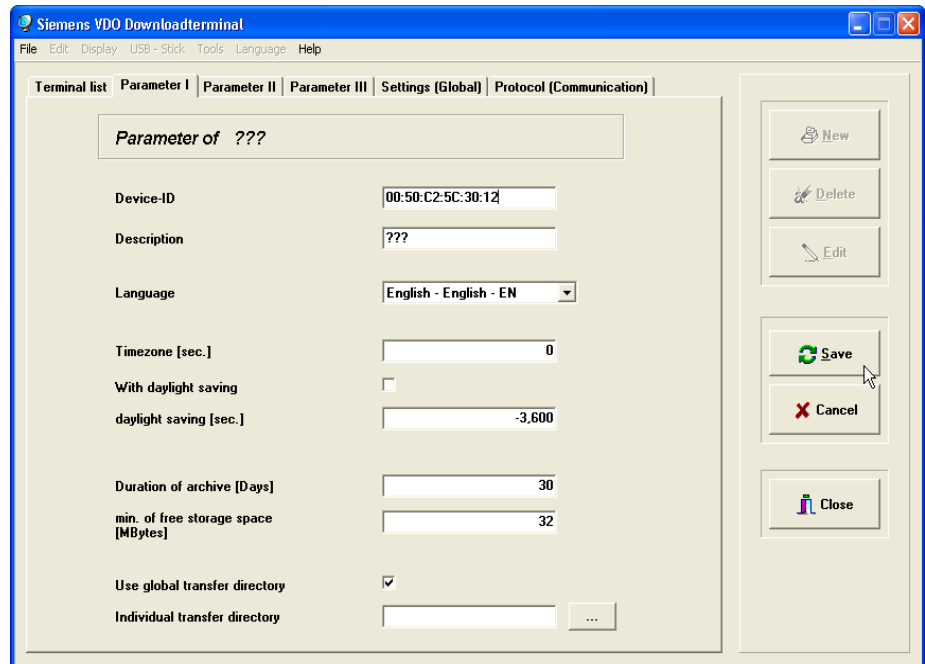 Siemens VDO Downloadterminal
File Edit Display USB - Stick Tools Language Help
Terminal list Parameter I Parameter II Parameter III Settings (Global) Protocol (Communication)
Parameter of ???
Device-ID 00:50:C2:5C:30:12
Description ???
Language English - English - EN
Timezone [sec.] 0
With daylight saving
daylight saving [sec.] -3,600
Duration of archive [Days] 30
min. of free storage space
[MBytes] 32
Use global transfer directory
Individual transfer directory ...
New
Delete
Edit
Save
Cancel
Close